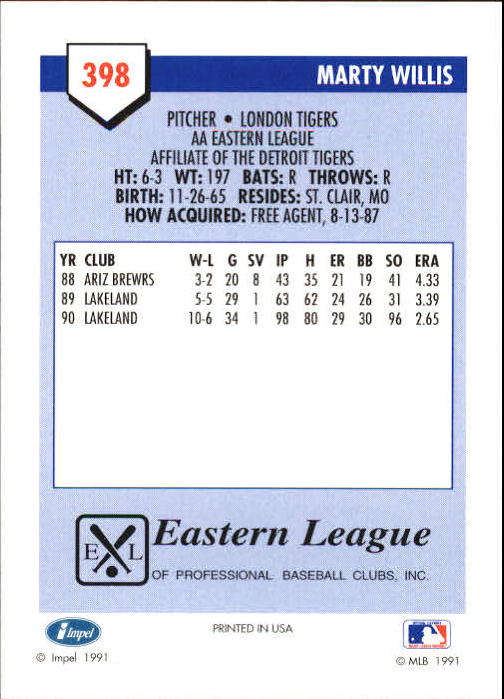 398
MARTY WILLIS
PITCHER • LONDON TIGERS
AA EASTERN LEAGUE
AFFILIATE OF THE DETROIT TIGERS
HT: 6-3 WT: 197 BATS: R THROWS: R
BIRTH: 11-26-65 RESIDES: ST. CLAIR, MO
HOW ACQUIRED: FREE AGENT, 8-13-87
YR CLUB W-L G SV IP H ER BB SO ERA
88 ARIZ BREWRS 3-2 20 8 43 35 21 19 41 4.33
89 LAKELAND 5-5 29 1 63 62 24 26 31 3.39
90 LAKELAND 10-6 34 1 98 80 29 30 96 2.65
E L
Eastern League
OF PROFESSIONAL BASEBALL CLUBS, INC.
Impel
PRINTED IN USA
© Impel 1991
© MLB 1991